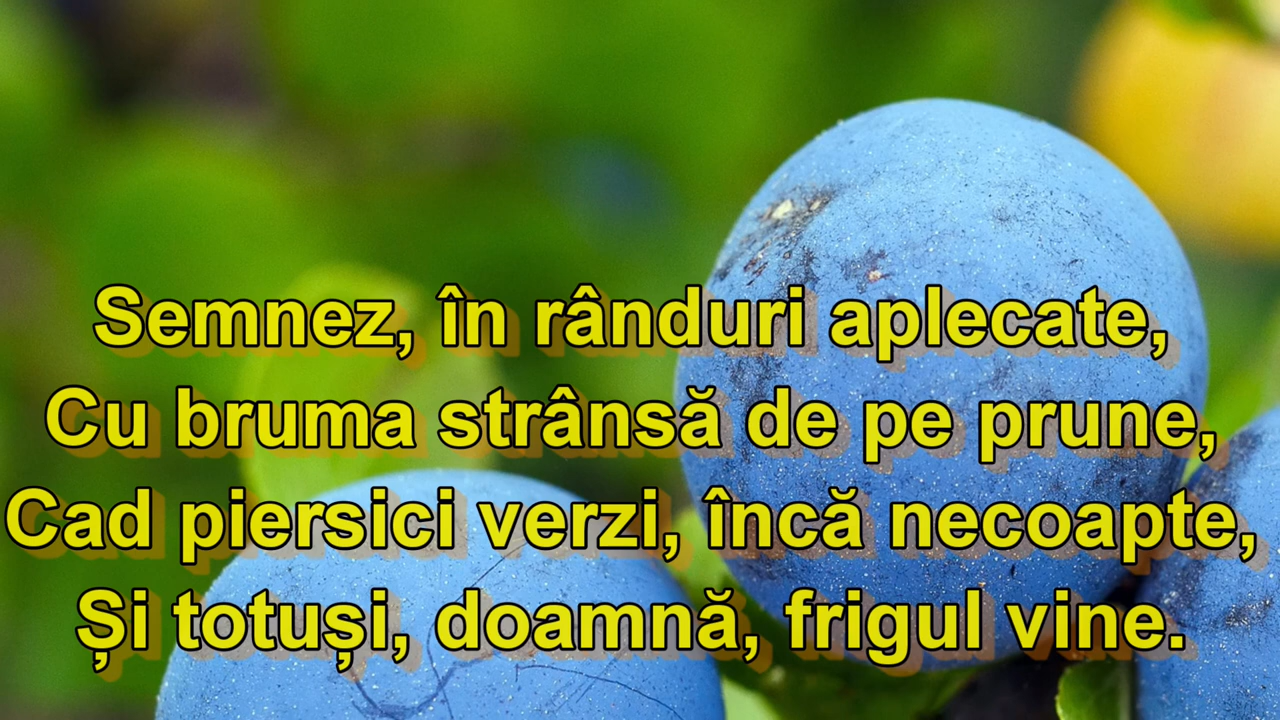 Semnez, în rânduri aplecate,
Cu bruma strânsă de pe prune,
Cad piersici verzi, încă necoapte,
Și totuși, doamnă, frigul vine.